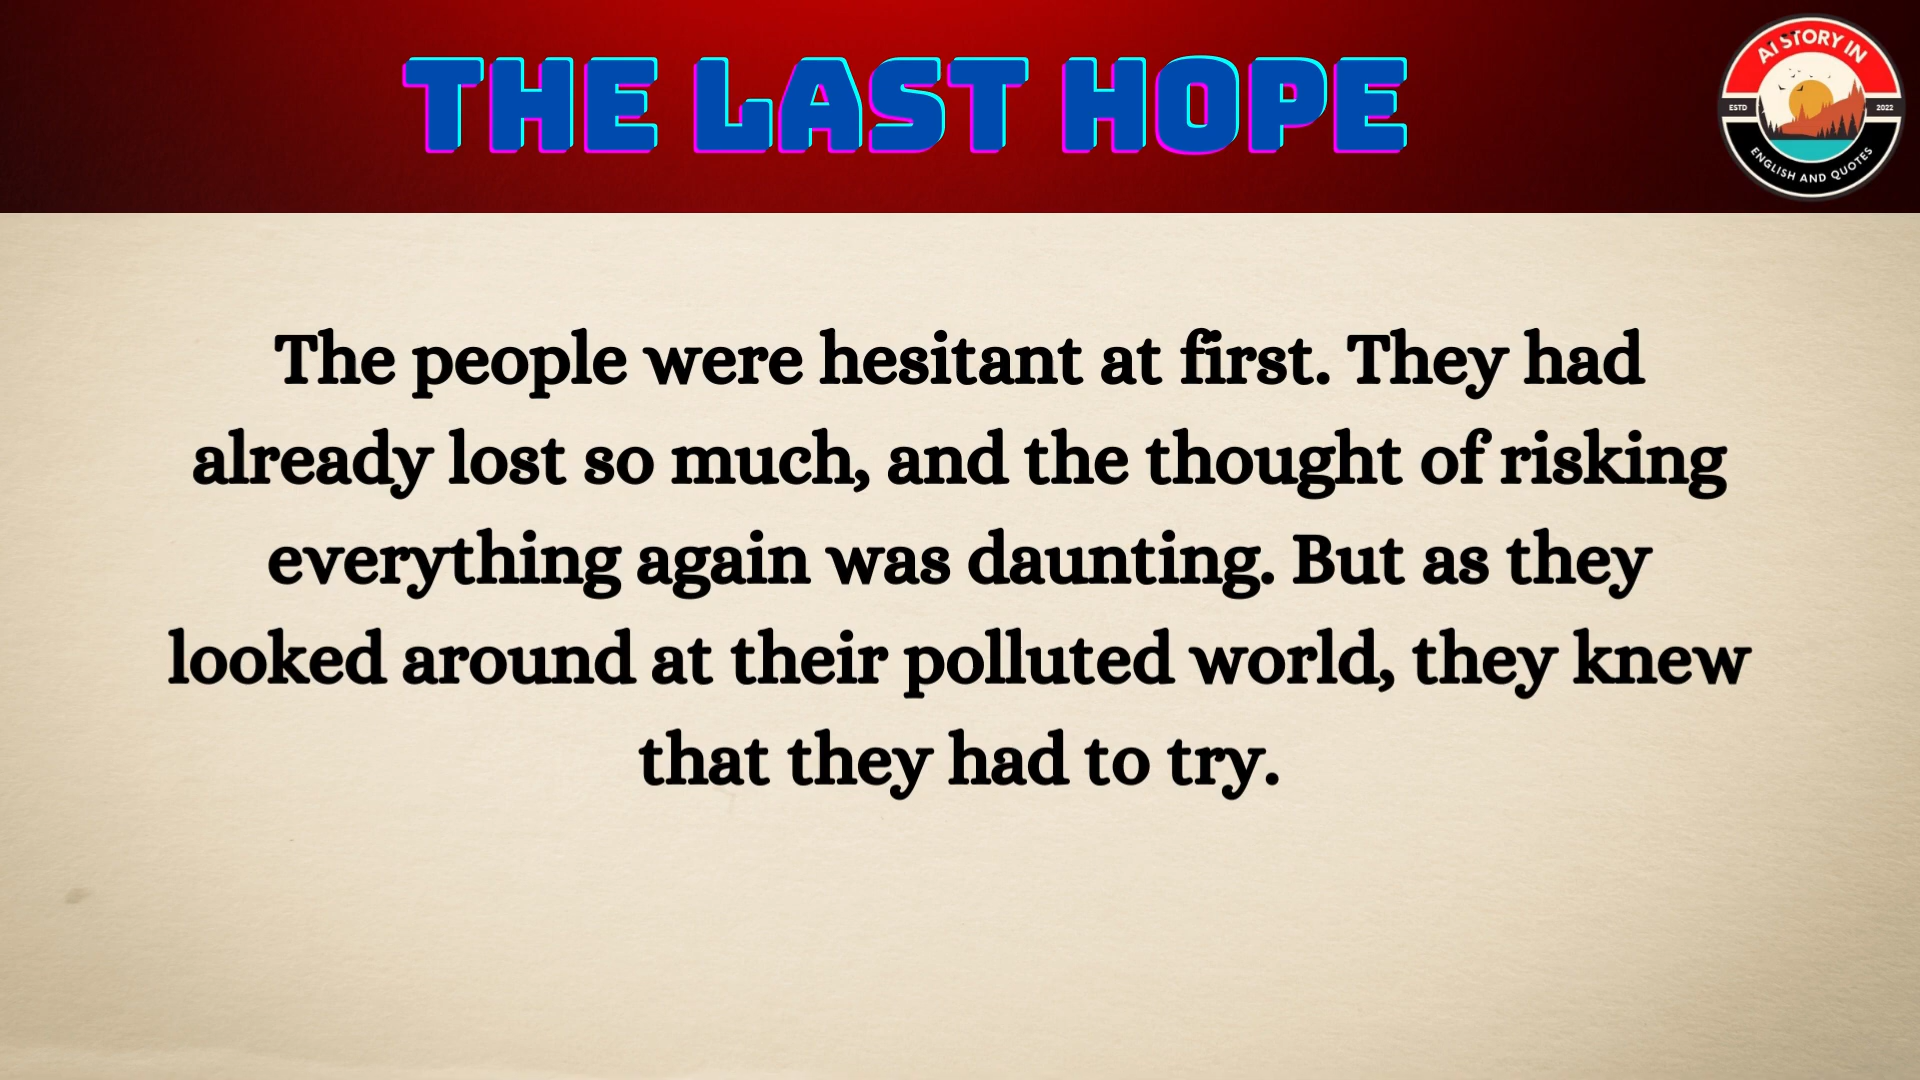 THE LAST HOPE
AI STORY IN
ESTD
2022
ENGLISH AND QUOTES
The people were hesitant at first. They had
already lost so much, and the thought of risking
everything again was daunting. But as they
looked around at their polluted world, they knew
that they had to try.